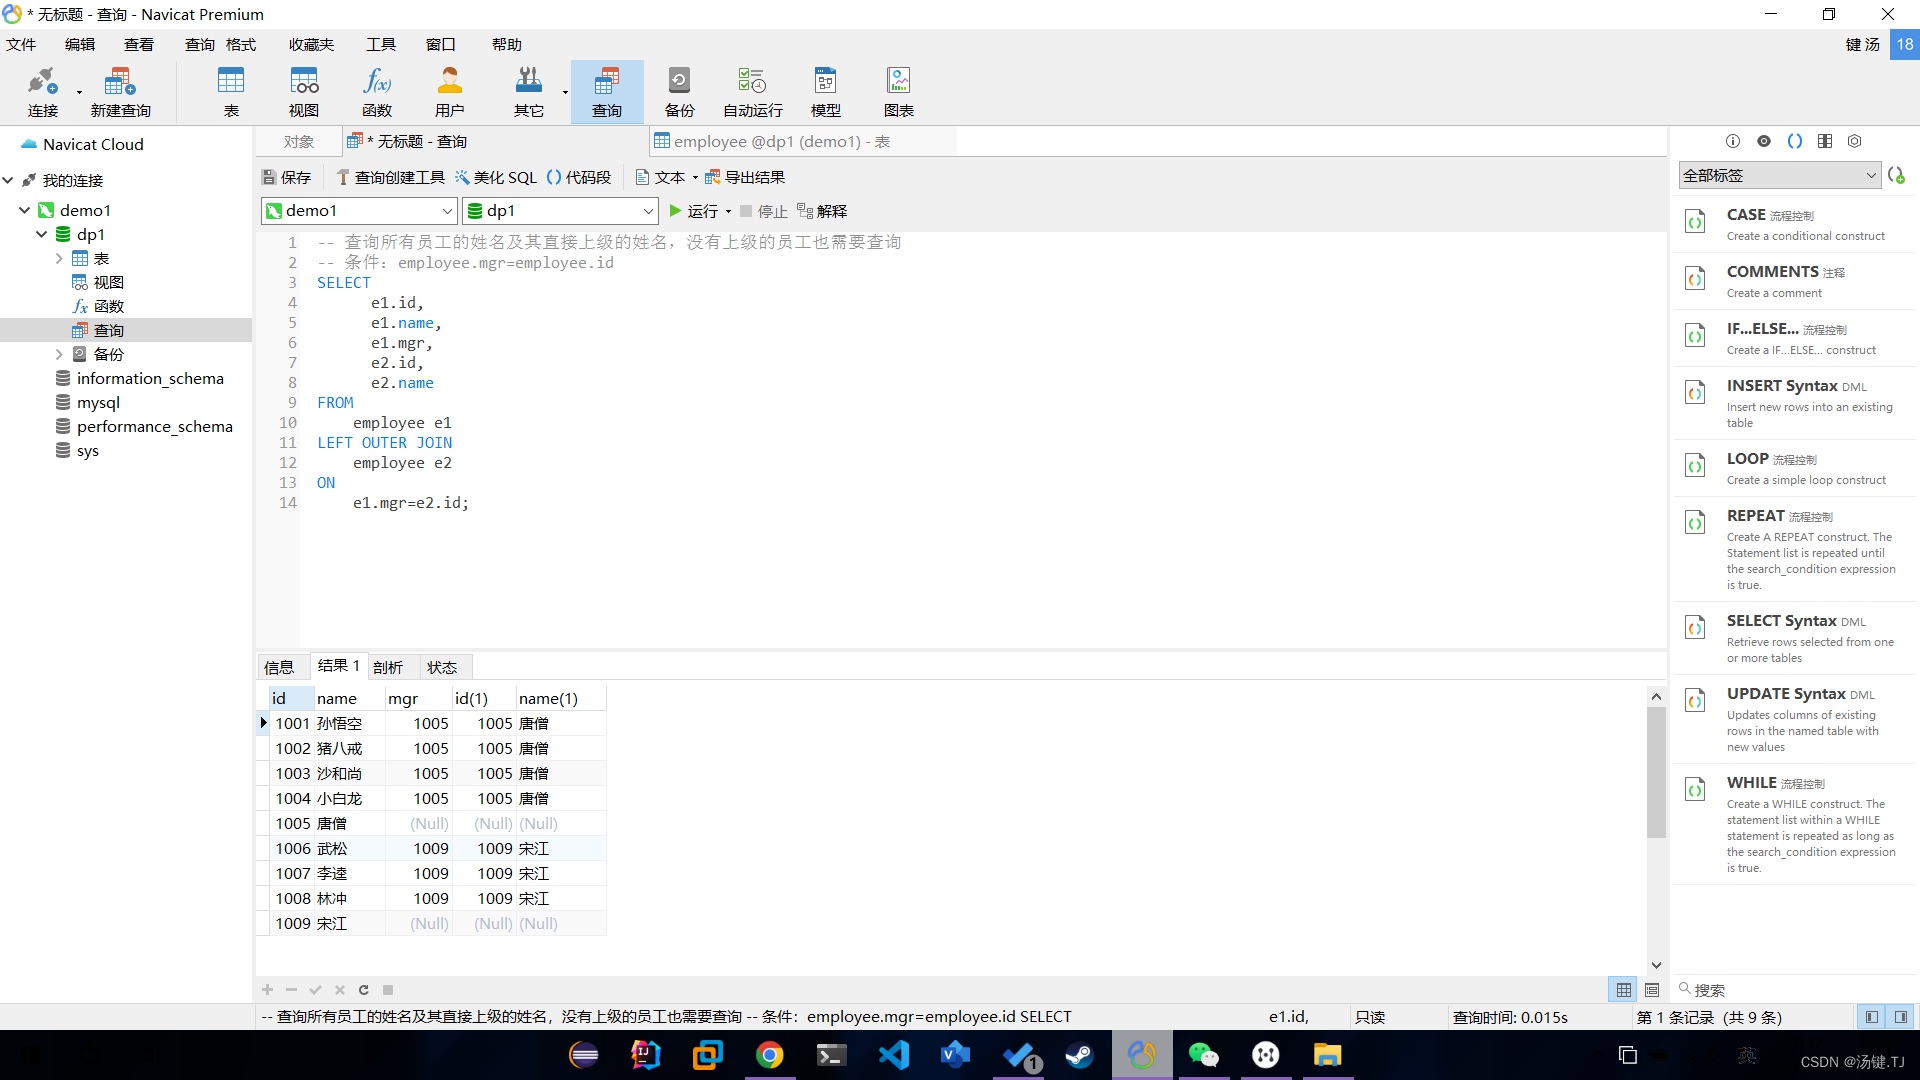 * 无标题 - 查询 - Navicat Premium
文件 编辑 查看 查询 格式 收藏夹 工具 窗口 帮助 键 汤 18
连接 新建查询 表 视图 函数 用户 其它 查询 备份 自动运行 模型 图表
Navicat Cloud
我的连接
demo1
dp1
表
视图
函数
查询
备份
information_schema
mysql
performance_schema
sys
对象 * 无标题 - 查询 employee @dp1 (demo1) - 表
保存 查询创建工具 美化 SQL 代码段 文本 导出结果
demo1 dp1 运行 停止 解释
1 -- 查询所有员工的姓名及其直接上级的姓名，没有上级的员工也需要查询
2 -- 条件：employee.mgr=employee.id
3 SELECT
4 e1.id,
5 e1.name,
6 e1.mgr,
7 e2.id,
8 e2.name
9 FROM
10 employee e1
11 LEFT OUTER JOIN
12 employee e2
13 ON
14 e1.mgr=e2.id;
信息 结果 1 剖析 状态
id name mgr id(1) name(1)
1001 孙悟空 1005 1005 唐僧
1002 猪八戒 1005 1005 唐僧
1003 沙和尚 1005 1005 唐僧
1004 小白龙 1005 1005 唐僧
1005 唐僧 (Null) (Null) (Null)
1006 武松 1009 1009 宋江
1007 李逵 1009 1009 宋江
1008 林冲 1009 1009 宋江
1009 宋江 (Null) (Null) (Null)
全部标签
CASE 流程控制
Create a conditional construct
COMMENTS 注释
Create a comment
IF...ELSE... 流程控制
Create a IF...ELSE... construct
INSERT Syntax DML
Insert new rows into an existing
table
LOOP 流程控制
Create a simple loop construct
REPEAT 流程控制
Create A REPEAT construct. The
Statement list is repeated until
the search_condition expression
is true.
SELECT Syntax DML
Retrieve rows selected from one
or more tables
UPDATE Syntax DML
Updates columns of existing
rows in the named table with
new values
WHILE 流程控制
Create a WHILE construct. The
statement list within a WHILE
statement is repeated as long as
the search_condition expression
is true.
搜索
-- 查询所有员工的姓名及其直接上级的姓名，没有上级的员工也需要查询 -- 条件：employee.mgr=employee.id SELECT e1.id, 只读 查询时间: 0.015s 第 1 条记录 (共 9 条)
1
英
CSDN @汤键.TJ